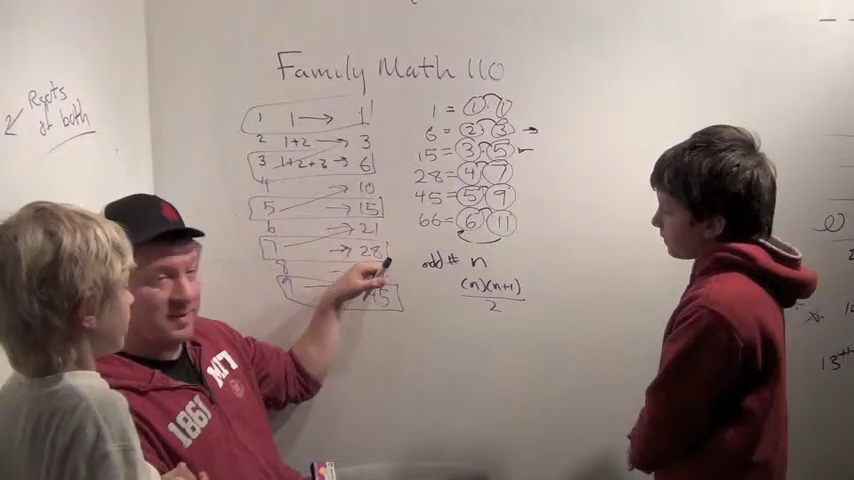 Family Math 110
Roots
at both
1 1 → 1
2 1+2 → 3
3 1+2+3 → 6
4 → 10
5 → 15
6 → 21
7 → 28
8
9 45
1 = 1 · 1
6 = 2 · 3 →
15 = 3 · 5 ←
28 = 4 · 7
45 = 5 · 9
66 = 6 · 11
odd # n
(n)(n+1)
2
13th
1861